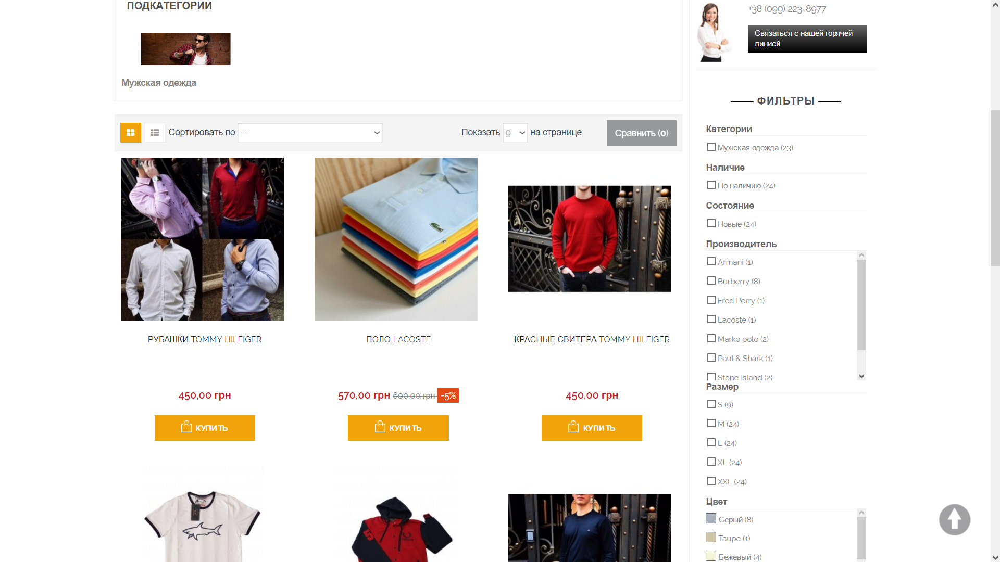 ПОДКАТЕГОРИИ
Мужская одежда
+38 (099) 223-8977
Связаться с нашей горячей
линией
ФИЛЬТРЫ
Сортировать по
--
Показать 9 на странице
Сравнить (0)
РУБАШКИ TOMMY HILFIGER
450,00 грн
КУПИТЬ
ПОЛО LACOSTE
570,00 грн 600,00 грн -5%
КУПИТЬ
КРАСНЫЕ СВИТЕРА TOMMY HILFIGER
450,00 грн
КУПИТЬ
Категории
Мужская одежда (23)
Наличие
По наличию (24)
Состояние
Новые (24)
Производитель
Armani (1)
Burberry (8)
Fred Perry (1)
Lacoste (1)
Marko polo (2)
Paul & Shark (1)
Stone Island (2)
Размер
S (9)
M (24)
L (24)
XL (24)
XXL (24)
Цвет
Серый (8)
Taupe (1)
Бежевый (4)